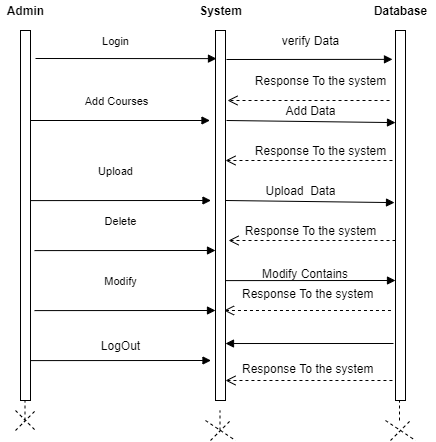 Admin System Database
Login verify Data
Response To the system
Add Courses Add Data
Response To the system
Upload Upload Data
Delete Response To the system
Modify Modify Contains
Response To the system
LogOut
Response To the system